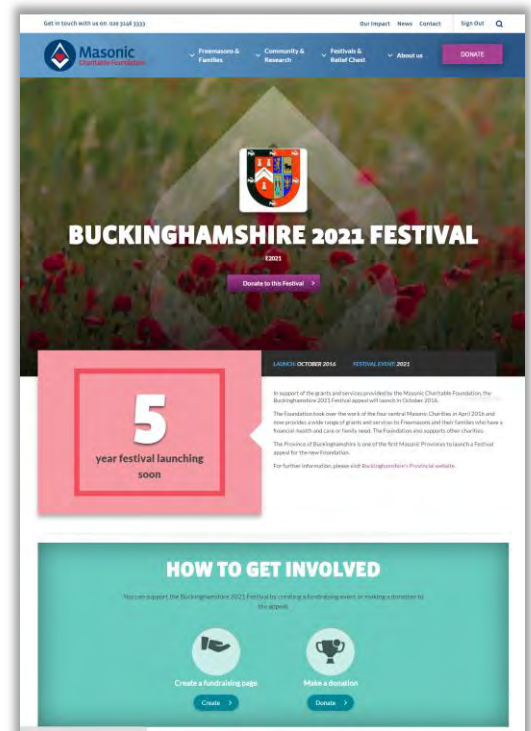 Get in touch with us on: 020 3146 3333
Our Impact News Contact Sign Out
Masonic
Charitable Foundation
Freemasons &
Families
Community &
Research
Festivals &
Relief Chest
About us
DONATE
BUCKINGHAMSHIRE 2021 FESTIVAL
E2021
Donate to this Festival
LAUNCH: OCTOBER 2016 FESTIVAL EVENT: 2021
5
year festival launching
soon
In support of the grants and services provided by the Masonic Charitable Foundation, the
Buckinghamshire 2021 Festival appeal will launch in October 2016.
The Foundation took over the work of the four central Masonic Charities in April 2016 and
now provides a wide range of grants and services to Freemasons and their families who have a
financial, health and care or family need. The Foundation also supports other charities.
The Province of Buckinghamshire is one of the first Masonic Provinces to launch a Festival
appeal for the new Foundation.
For further information, please visit Buckinghamshire's Provincial website.
HOW TO GET INVOLVED
You can support the Buckinghamshire 2021 Festival by creating a fundraising event or making a donation to
the appeal.
Create a fundraising page
Make a donation
Create
Donate